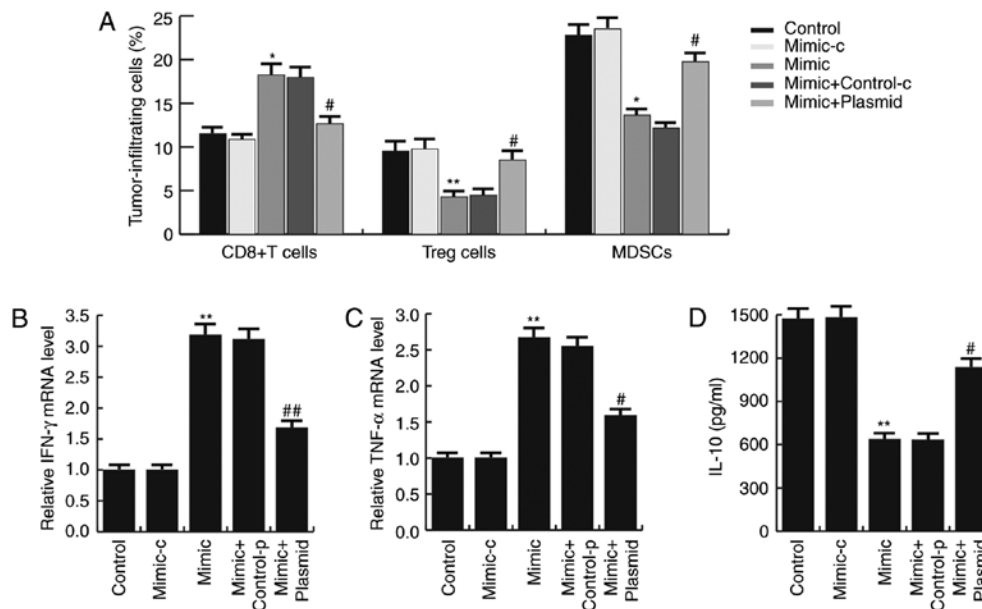 A
Tumor-infiltrating cells (%)
25
20
15
10
5
0
*
#
**
#
*
#
CD8+T cells
Treg cells
MDSCs
Control
Mimic-c
Mimic
Mimic+Control-c
Mimic+Plasmid
B
Relative IFN-γ mRNA level
3.5
3.0
2.5
2.0
1.5
1.0
0.5
0.0
**
##
Control
Mimic-c
Mimic
Mimic+
Control-p
Mimic+
Plasmid
C
Relative TNF-α mRNA level
3.0
2.5
2.0
1.5
1.0
0.5
0.0
**
#
Control
Mimic-c
Mimic
Mimic+
Control-p
Mimic+
Plasmid
D
IL-10 (pg/ml)
1500
1200
900
600
300
0
**
#
Control
Mimic-c
Mimic
Mimic+
Control-p
Mimic+
Plasmid